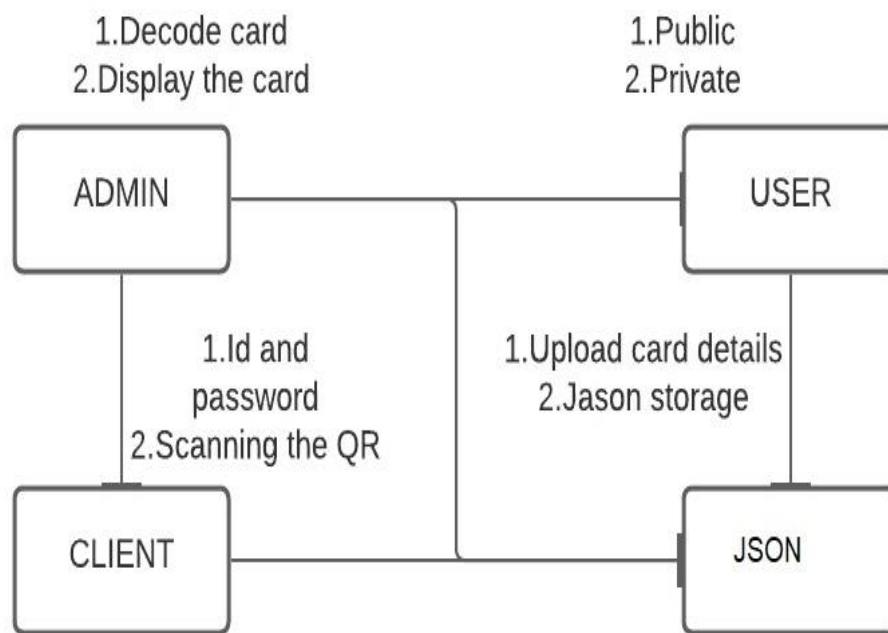 1.Decode card
2.Display the card
1.Public
2.Private
ADMIN
USER
1.Id and
password
2.Scanning the QR
1.Upload card details
2.Jason storage
CLIENT
JSON